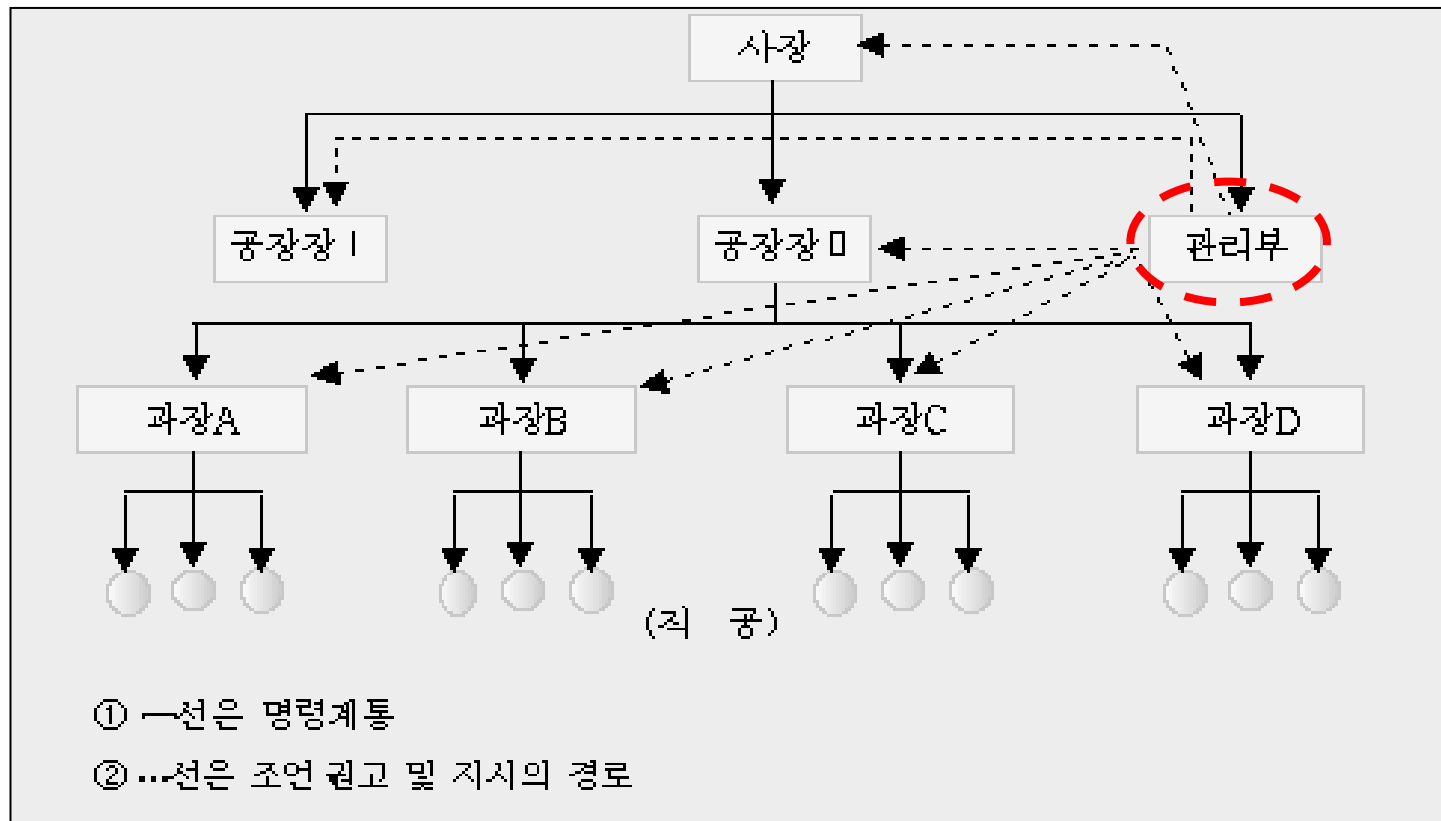 사장
공장장Ⅰ
공장장
관리부
과장A
과장B
과장C
과장D
(직 공)
① ―선은 명령계통
② …선은 조언 권고 및 지시의 경로